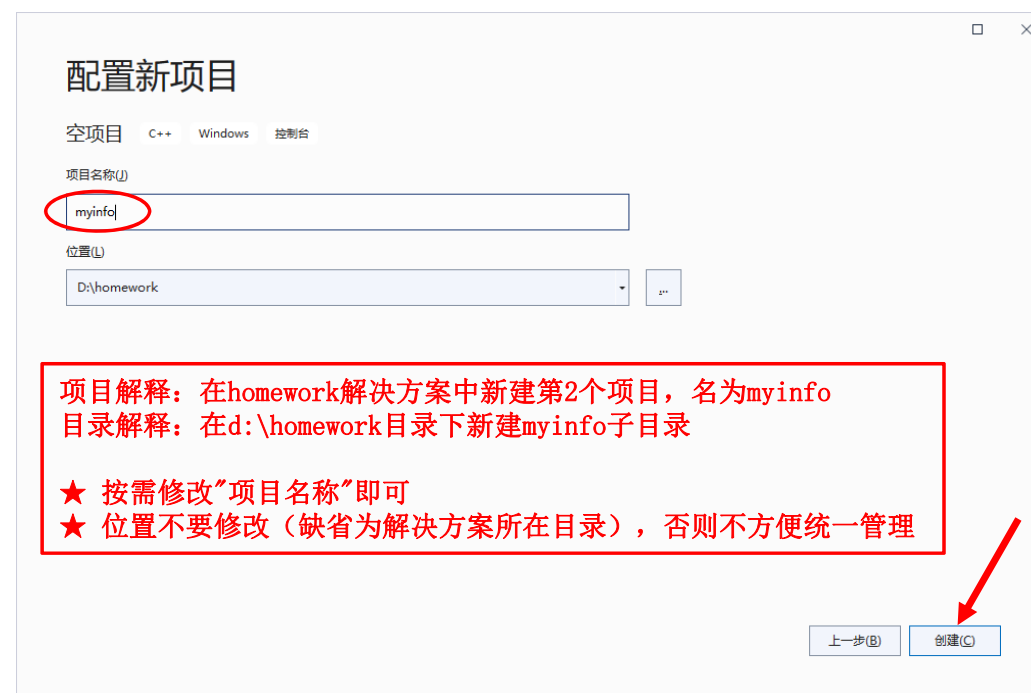 配置新项目
空项目 C++ Windows 控制台
项目名称(J)
myinfo
位置(L)
D:\homework
...
项目解释：在homework解决方案中新建第2个项目，名为myinfo
目录解释：在d:\homework目录下新建myinfo子目录
★ 按需修改"项目名称"即可
★ 位置不要修改（缺省为解决方案所在目录），否则不方便统一管理
上一步(B) 创建(C)